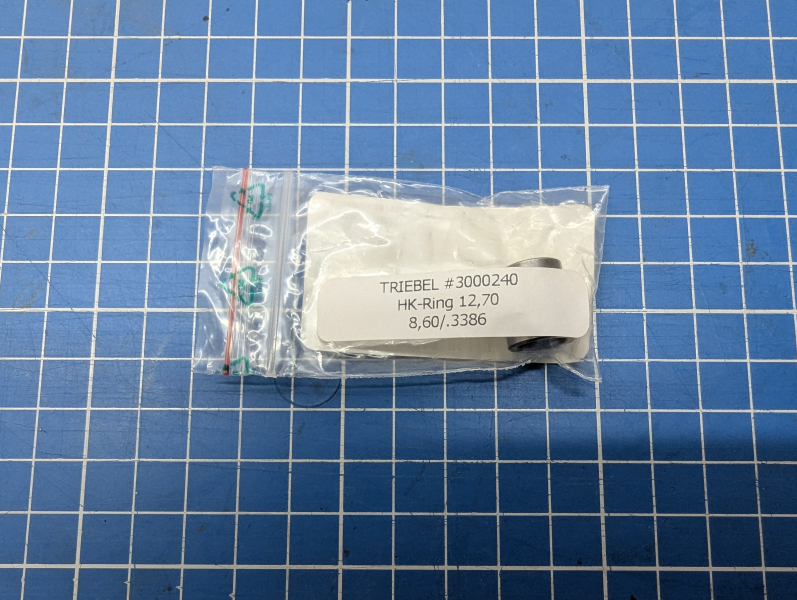 TRIEBEL #3000240
HK-Ring 12,70
8,60/.3386